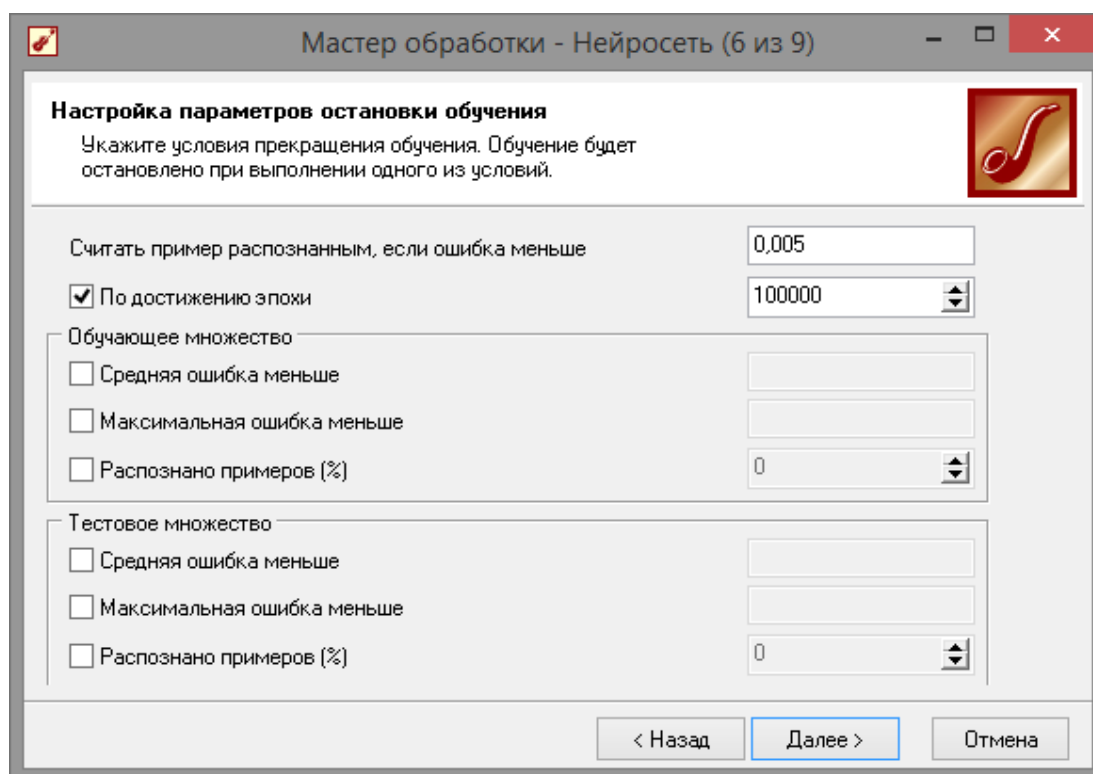 Мастер обработки - Нейросеть (6 из 9)
Настройка параметров остановки обучения
Укажите условия прекращения обучения. Обучение будет
остановлено при выполнении одного из условий.
Считать пример распознанным, если ошибка меньше 0,005
По достижению эпохи 100000
Обучающее множество
Средняя ошибка меньше
Максимальная ошибка меньше
Распознано примеров (%) 0
Тестовое множество
Средняя ошибка меньше
Максимальная ошибка меньше
Распознано примеров (%) 0
< Назад Далее > Отмена